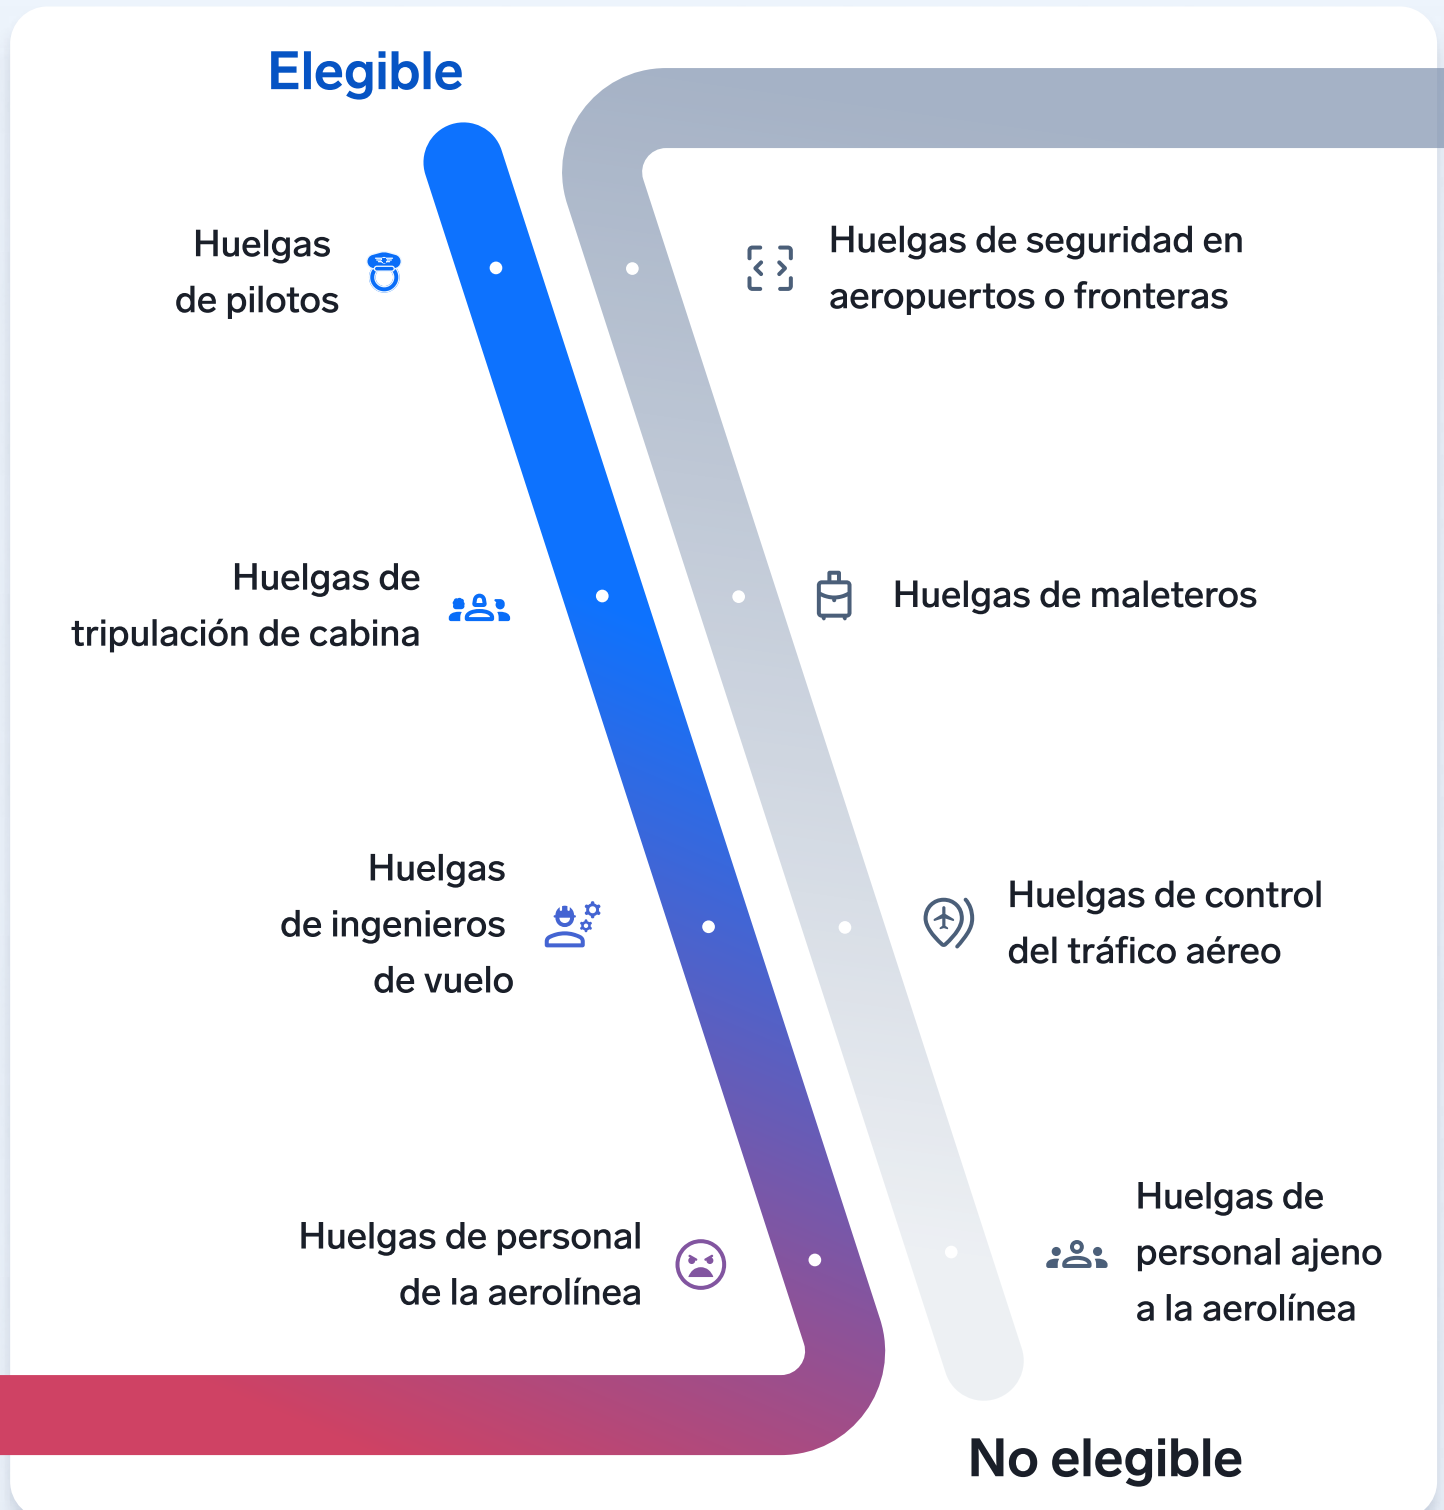 Elegible
Huelgas
de pilotos
Huelgas de
tripulación de cabina
Huelgas
de ingenieros
de vuelo
Huelgas de personal
de la aerolínea
Huelgas de seguridad en
aeropuertos o fronteras
Huelgas de maleteros
Huelgas de control
del tráfico aéreo
Huelgas de
personal ajeno
a la aerolínea
No elegible